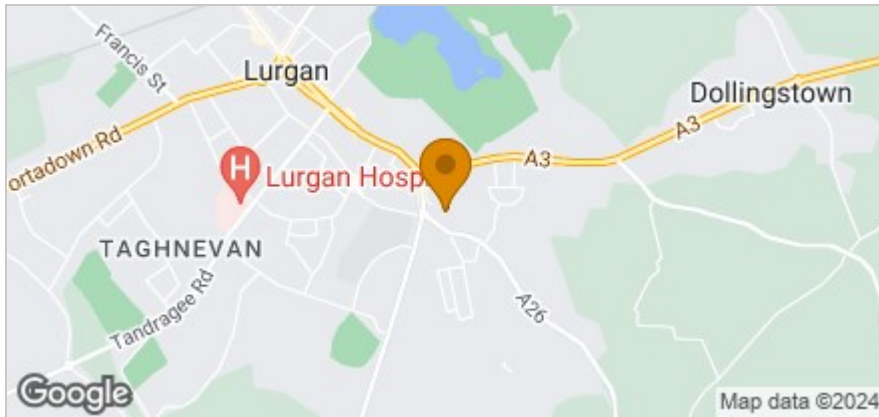 Francis St
Lurgan
Dollingstown
A3
ortadown Rd
A3
H
Lurgan Hosp
TAGHNEVAN
A26
Tandragee Rd
Google
Map data ©2024